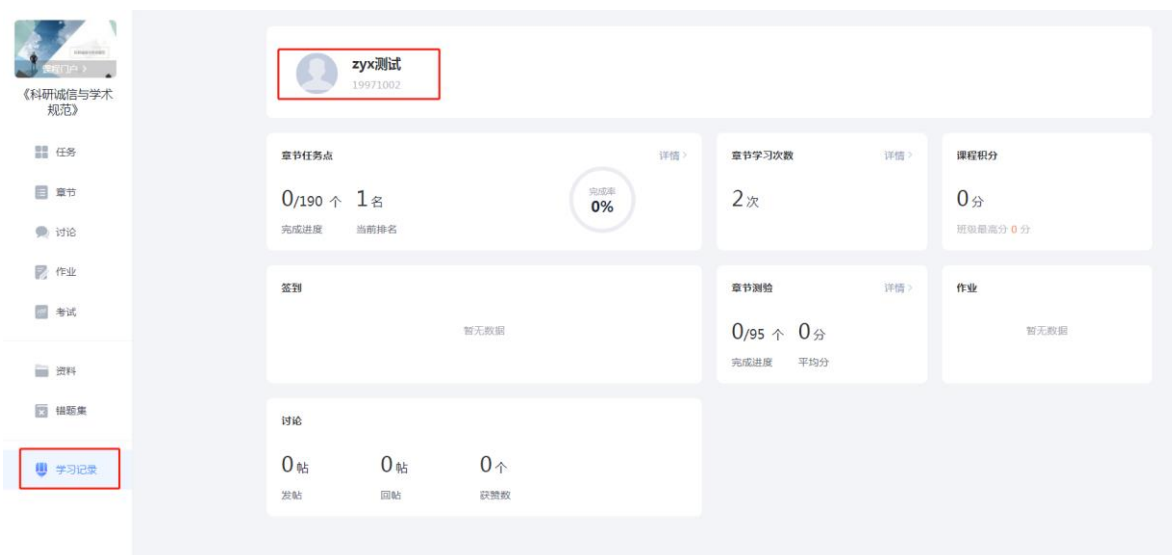 课程门户 >
《科研诚信与学术
规范》
任务
章节
讨论
作业
考试
资料
错题集
学习记录
zyx测试
19971002
章节任务点
详情 >
0/190 个
1 名
完成率
0%
完成进度
当前排名
章节学习次数
详情 >
2 次
课程积分
0 分
班级最高分 0 分
签到
暂无数据
章节测验
详情 >
0/95 个
0 分
完成进度
平均分
作业
暂无数据
讨论
0 帖
0 帖
0 个
发帖
回帖
获赞数